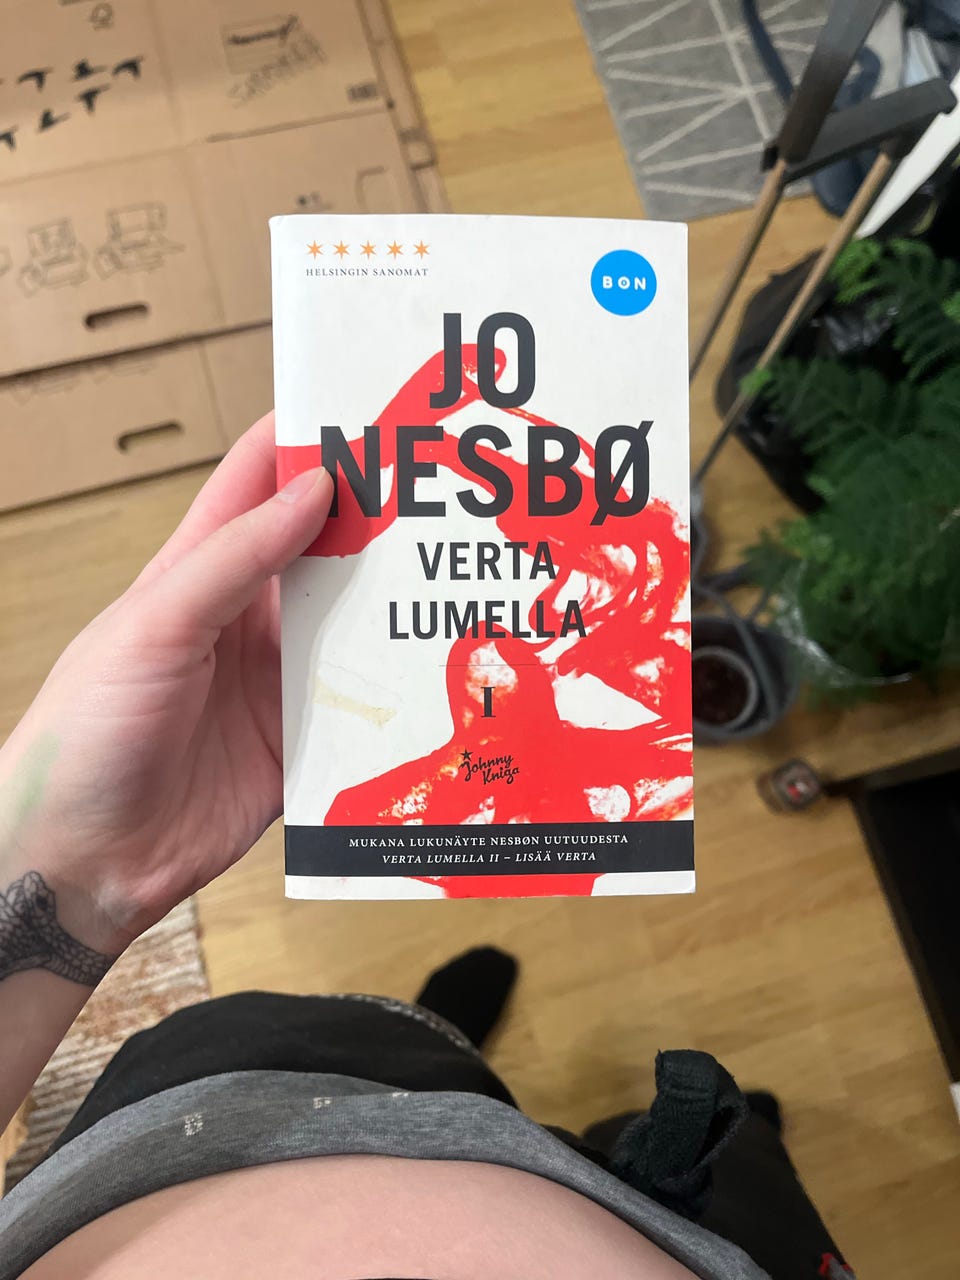 HELSINGIN SANOMAT
BON
JO
NESBØ
VERTA
LUMELLA
I
Johnny
Kniga
MUKANA LUKUNÄYTE NESBØN UUTUUDESTA
VERTA LUMELLA II – LISÄÄ VERTA